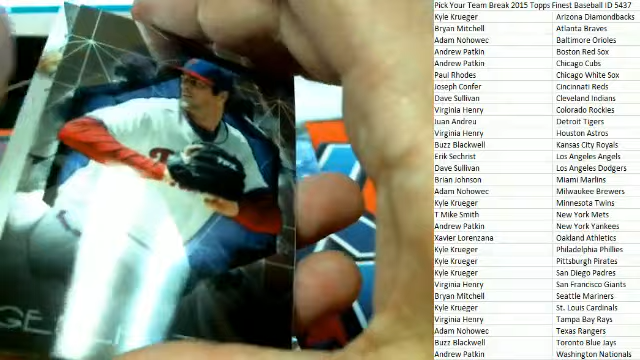 Pick Your Team Break 2015 Topps Finest Baseball ID 5437
Kyle Krueger Arizona Diamondbacks
Bryan Mitchell Atlanta Braves
Adam Nohowec Baltimore Orioles
Andrew Patkin Boston Red Sox
Andrew Patkin Chicago Cubs
Paul Rhodes Chicago White Sox
Joseph Confer Cincinnati Reds
Dave Sullivan Cleveland Indians
Virginia Henry Colorado Rockies
Juan Andreu Detroit Tigers
Virginia Henry Houston Astros
Buzz Blackwell Kansas City Royals
Erik Sechrist Los Angeles Angels
Dave Sullivan Los Angeles Dodgers
Brian Johnson Miami Marlins
Adam Nohowec Milwaukee Brewers
Kyle Krueger Minnesota Twins
T Mike Smith New York Mets
Andrew Patkin New York Yankees
Xavier Lorenzana Oakland Athletics
Kyle Krueger Philadelphia Phillies
Kyle Krueger Pittsburgh Pirates
Kyle Krueger San Diego Padres
Virginia Henry San Francisco Giants
Bryan Mitchell Seattle Mariners
Kyle Krueger St. Louis Cardinals
Virginia Henry Tampa Bay Rays
Adam Nohowec Texas Rangers
Buzz Blackwell Toronto Blue Jays
Andrew Patkin Washington Nationals